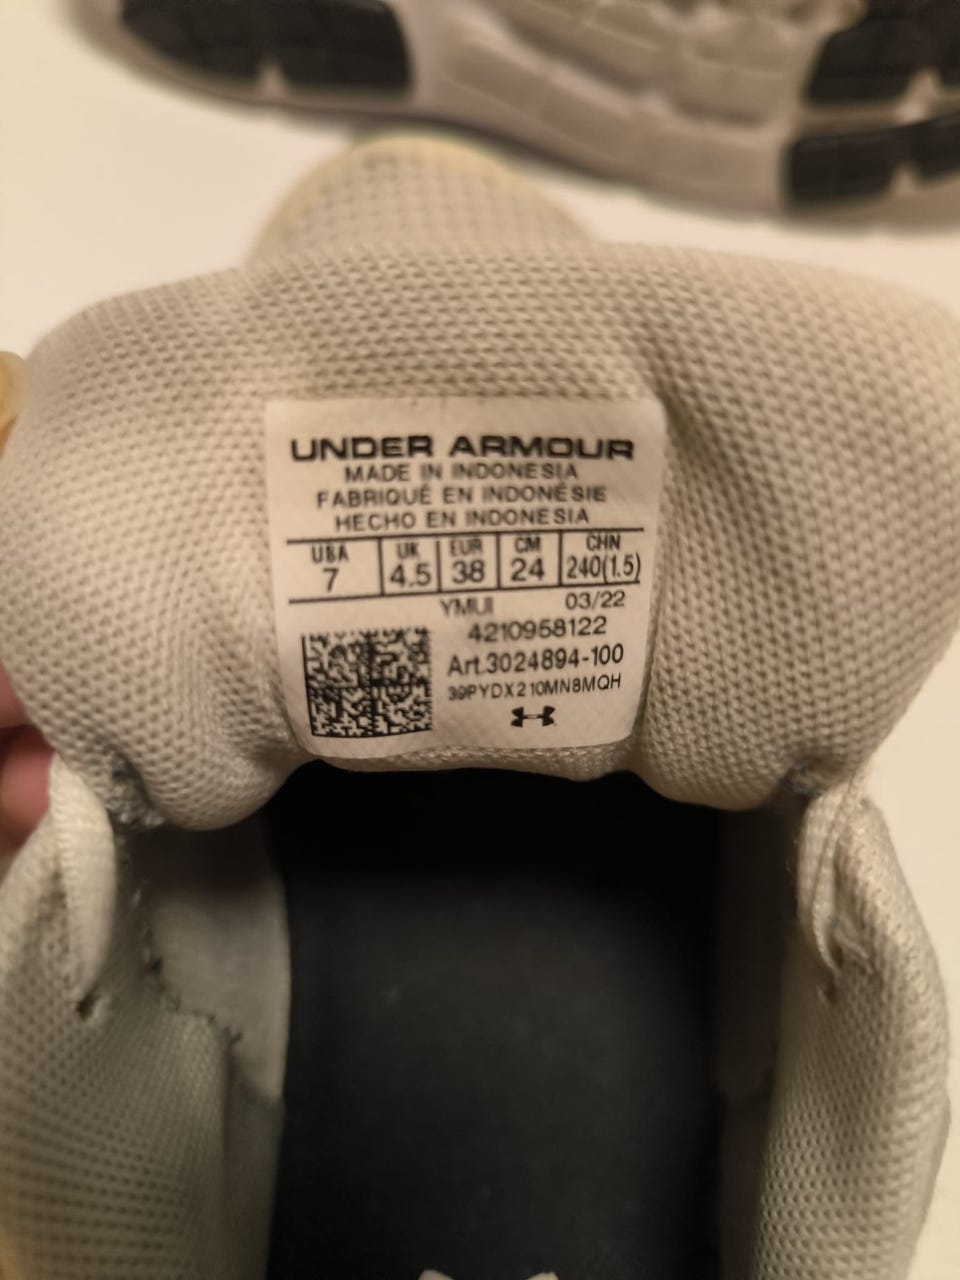 UNDER ARMOUR
MADE IN INDONESIA
FABRIQUÉ EN INDONÉSIE
HECHO EN INDONESIA
USA UK EUR CM CHN
7 4.5 38 24 240(1.5)
YMUI 03/22
4210958122
Art.3024894-100
39PYDX210MN8MQH